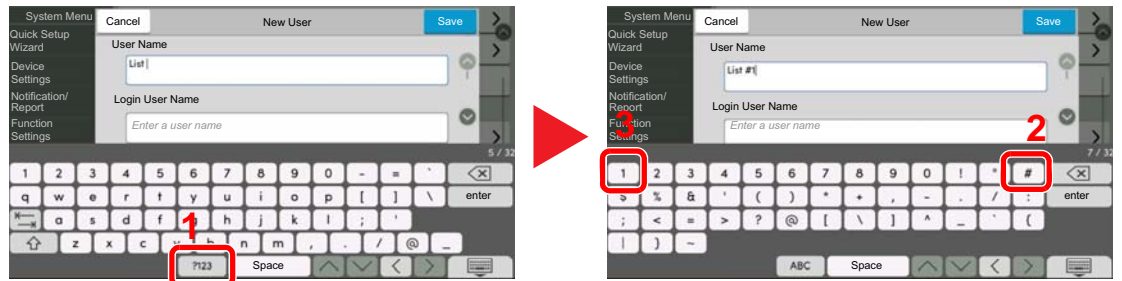 System Menu
Cancel
New User
Save
Quick Setup
Wizard
User Name
List
Device
Settings
Notification/
Report
Login User Name
Function
Settings
Enter a user name
5 / 32
1 2 3 4 5 6 7 8 9 0 - = `
q w e r t y u i o p [ ] \ enter
a s d f g h j k l ; '
1
z x c v b n m , . / @ _
?123 Space
System Menu
Cancel
New User
Save
Quick Setup
Wizard
User Name
List #1
Device
Settings
Notification/
Report
Login User Name
Function
Settings
Enter a user name
3
2
7 / 32
1 2 3 4 5 6 7 8 9 0 ! " #
$ % & ' ( ) * + , - . / : enter
; < = > ? @ [ \ ] ^ _ ` {
| } ~
ABC Space